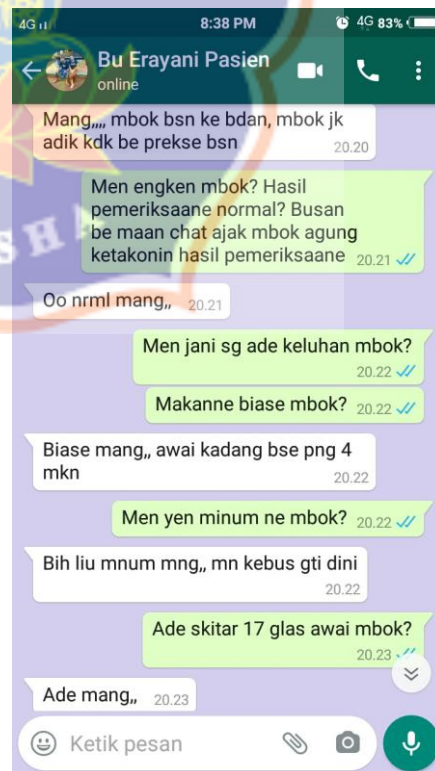 4G 8:38 PM 4G 83%
Bu Erayani Pasien
online
Mang,,,, mbok bsn ke bdan, mbok jk
adik kdk be prekse bsn 20.20
Men engken mbok? Hasil
pemeriksaane normal? Busan
be maan chat ajak mbok agung
ketakonin hasil pemeriksaane 20.21
Oo nrml mang,, 20.21
Men jani sg ade keluhan mbok?
20.22
Makanne biase mbok? 20.22
Biase mang,, awai kadang bse png 4
mkn 20.22
Men yen minum ne mbok? 20.22
Bih liu mnum mng,, mn kebus gti dini
20.22
Ade skitar 17 glas awai mbok?
20.23
Ade mang,, 20.23
Ketik pesan
SHA